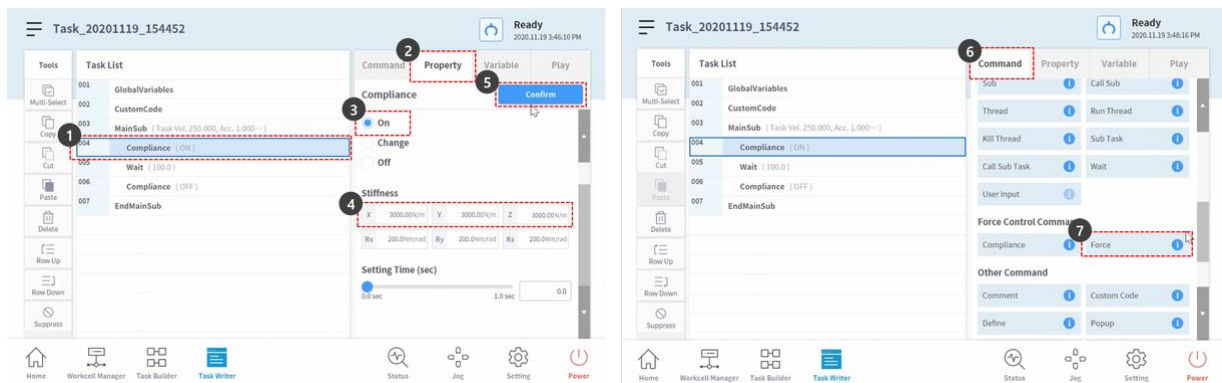 Task_20201119_154452
Ready
2020.11.19 3:46:10 PM
Tools
Multi-Select
Copy
Cut
Paste
Delete
Row Up
Row Down
Suppress
Task List
001 GlobalVariables
002 CustomCode
003 MainSub (Task Vel. 250.000, Acc. 1.000⋯)
1
004 Compliance (ON)
005 Wait (100.0)
006 Compliance (OFF)
007 EndMainSub
2
Command Property Variable Play
5
Compliance Confirm
3
On
Change
Off
Stiffness
4
X 3000.00N/m Y 3000.00N/m Z 3000.00N/m
Rx 200.0Nm/rad Ry 200.0Nm/rad Rz 200.0Nm/rad
Setting Time (sec)
0.0 sec 1.0 sec 0.0
Home Workcell Manager Task Builder Task Writer Status Jog Setting Power
Task_20201119_154452
Ready
2020.11.19 3:48:16 PM
Tools
Multi-Select
Copy
Cut
Paste
Delete
Row Up
Row Down
Suppress
Task List
001 GlobalVariables
002 CustomCode
003 MainSub (Task Vel. 250.000, Acc. 1.000⋯)
004 Compliance (ON)
005 Wait (100.0)
006 Compliance (OFF)
007 EndMainSub
6
Command Property Variable Play
Sub i Call Sub i
Thread i Run Thread i
Kill Thread i Sub Task i
Call Sub Task i Wait i
User Input i
Force Control Comma
7
Compliance i Force i
Other Command
Comment i Custom Code i
Define i Popup i
Home Workcell Manager Task Builder Task Writer Status Jog Setting Power